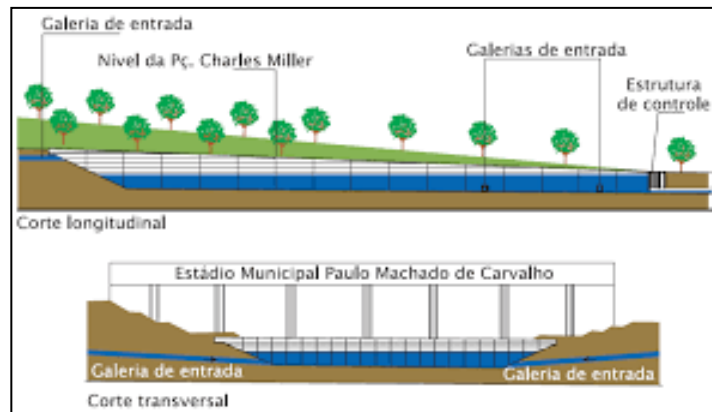 Galeria de entrada
Nível da Pç. Charles Miller
Galerias de entrada
Estrutura
de controle
Corte longitudinal
Estádio Municipal Paulo Machado de Carvalho
Galeria de entrada
Galeria de entrada
Corte transversal